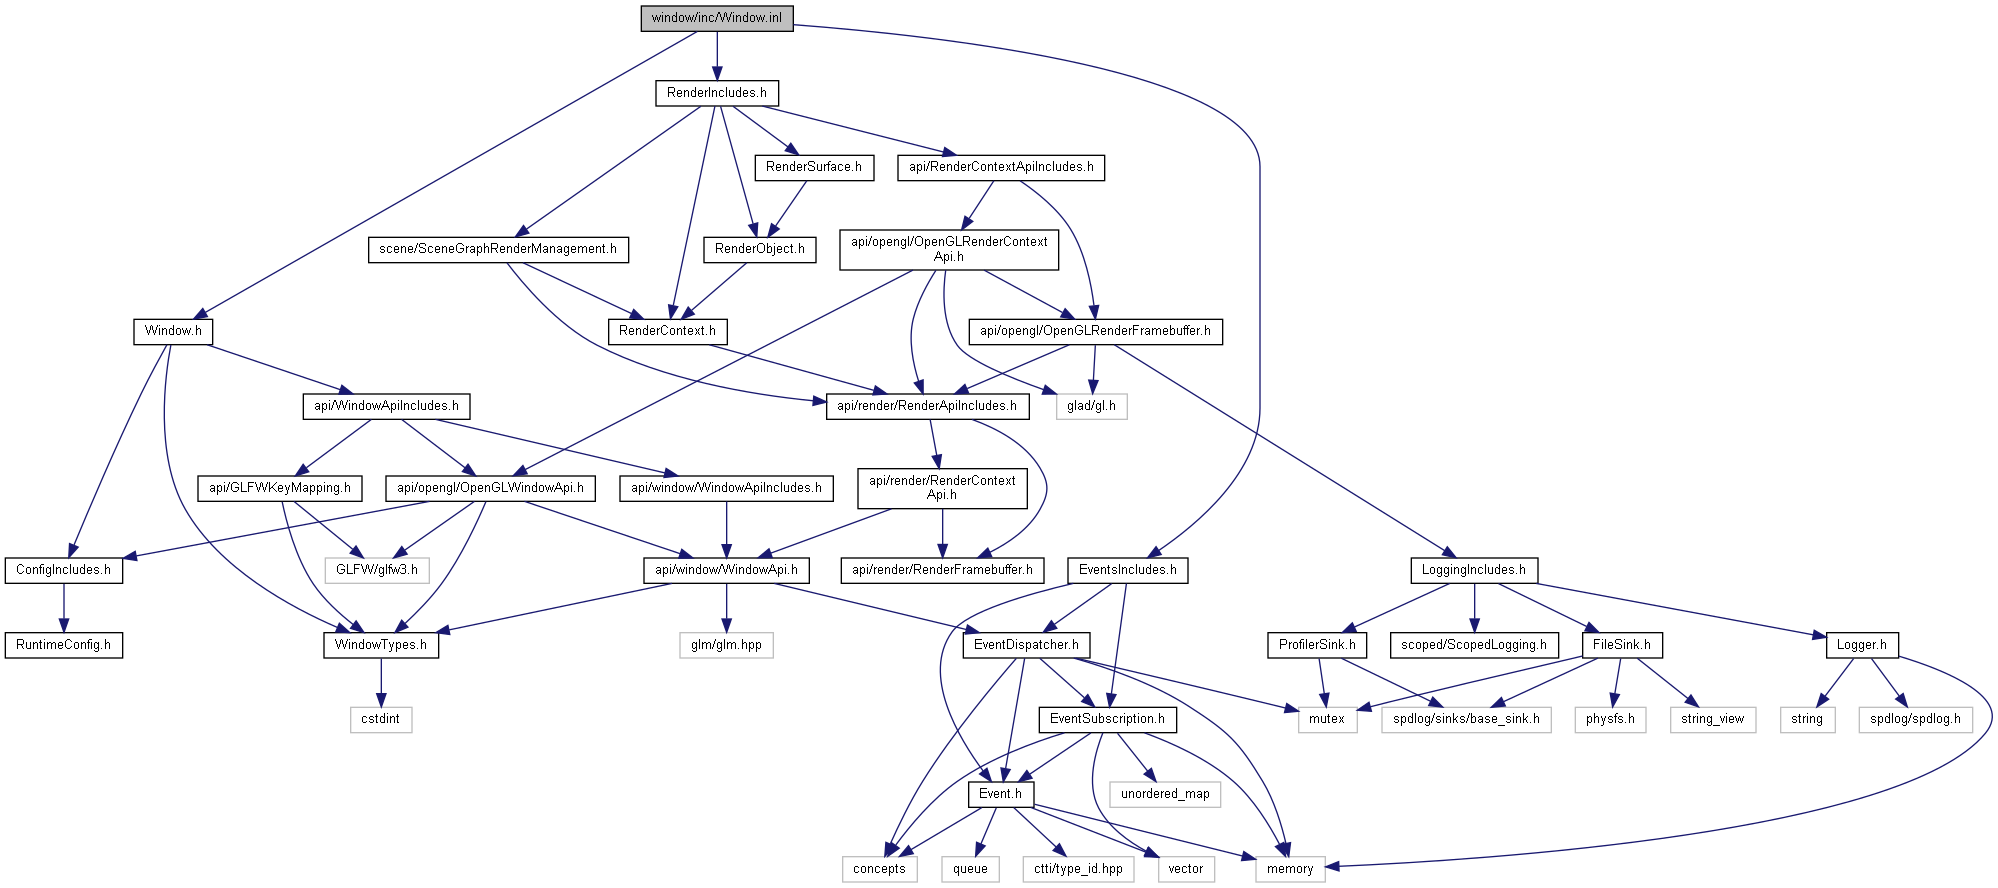 window/inc/Window.inl
RenderIncludes.h
RenderSurface.h
api/RenderContextApiIncludes.h
scene/SceneGraphRenderManagement.h
RenderObject.h
api/opengl/OpenGLRenderContext
Api.h
Window.h
RenderContext.h
api/opengl/OpenGLRenderFramebuffer.h
api/WindowApiIncludes.h
api/render/RenderApiIncludes.h
glad/gl.h
api/GLFWKeyMapping.h
api/opengl/OpenGLWindowApi.h
api/window/WindowApiIncludes.h
api/render/RenderContext
Api.h
ConfigIncludes.h
GLFW/glfw3.h
api/window/WindowApi.h
api/render/RenderFramebuffer.h
EventsIncludes.h
LoggingIncludes.h
RuntimeConfig.h
WindowTypes.h
glm/glm.hpp
EventDispatcher.h
ProfilerSink.h
scoped/ScopedLogging.h
FileSink.h
Logger.h
cstdint
EventSubscription.h
mutex
spdlog/sinks/base_sink.h
physfs.h
string_view
string
spdlog/spdlog.h
Event.h
unordered_map
concepts
queue
ctti/type_id.hpp
vector
memory